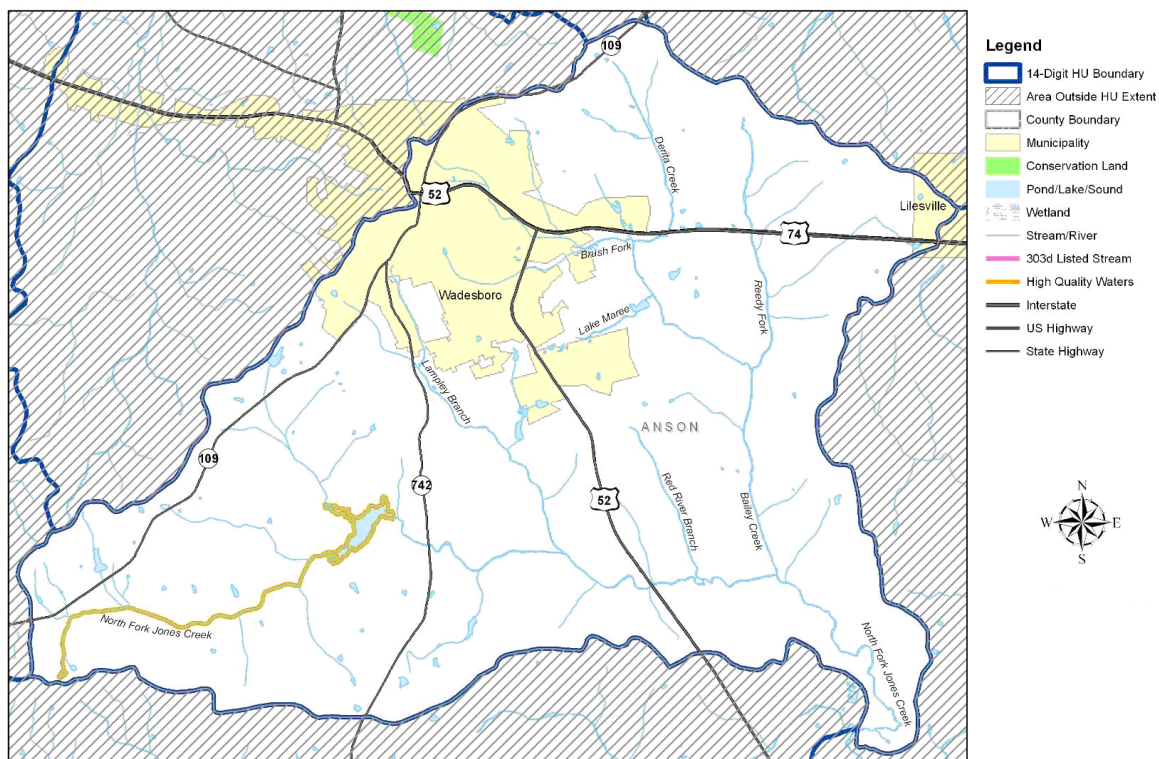 109
52
Derita Creek
Lilesville
74
Brush Fork
Wadesboro
Reedy Fork
Lake Maree
Lampley Branch
ANSON
109
742
52
Red River Branch
Bailey Creek
North Fork Jones Creek
North Fork Jones Creek
Legend
14-Digit HU Boundary
Area Outside HU Extent
County Boundary
Municipality
Conservation Land
Pond/Lake/Sound
Wetland
Stream/River
303d Listed Stream
High Quality Waters
Interstate
US Highway
State Highway
N
W
E
S